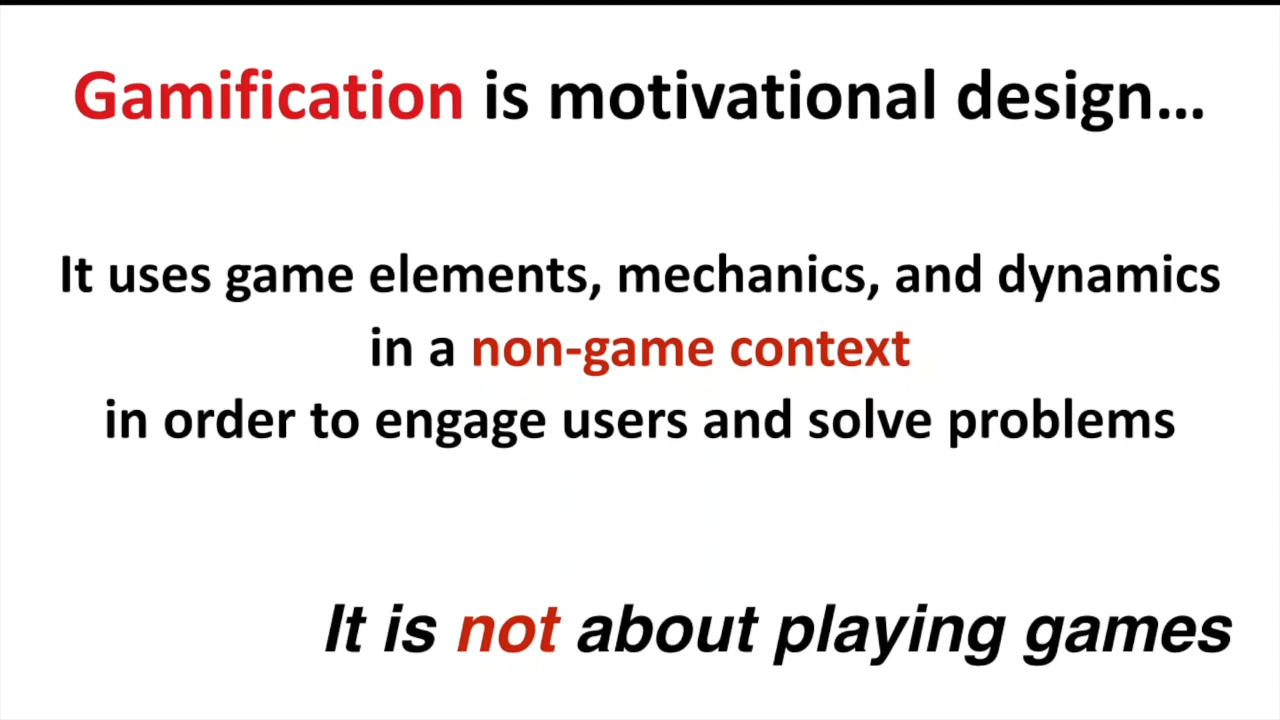 Gamification is motivational design...
It uses game elements, mechanics, and dynamics
in a non-game context
in order to engage users and solve problems
It is not about playing games